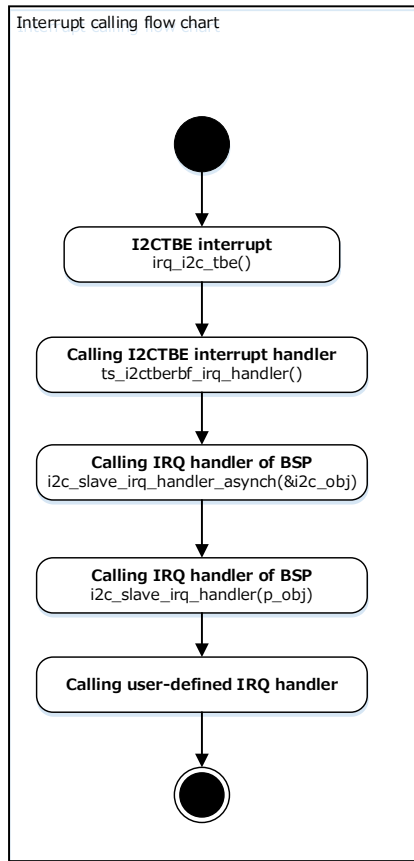 Interrupt calling flow chart
I2CTBE interrupt
irq_i2c_tbe()
Calling I2CTBE interrupt handler
ts_i2ctberbf_irq_handler()
Calling IRQ handler of BSP
i2c_slave_irq_handler_asynch(&i2c_obj)
Calling IRQ handler of BSP
i2c_slave_irq_handler(p_obj)
Calling user-defined IRQ handler